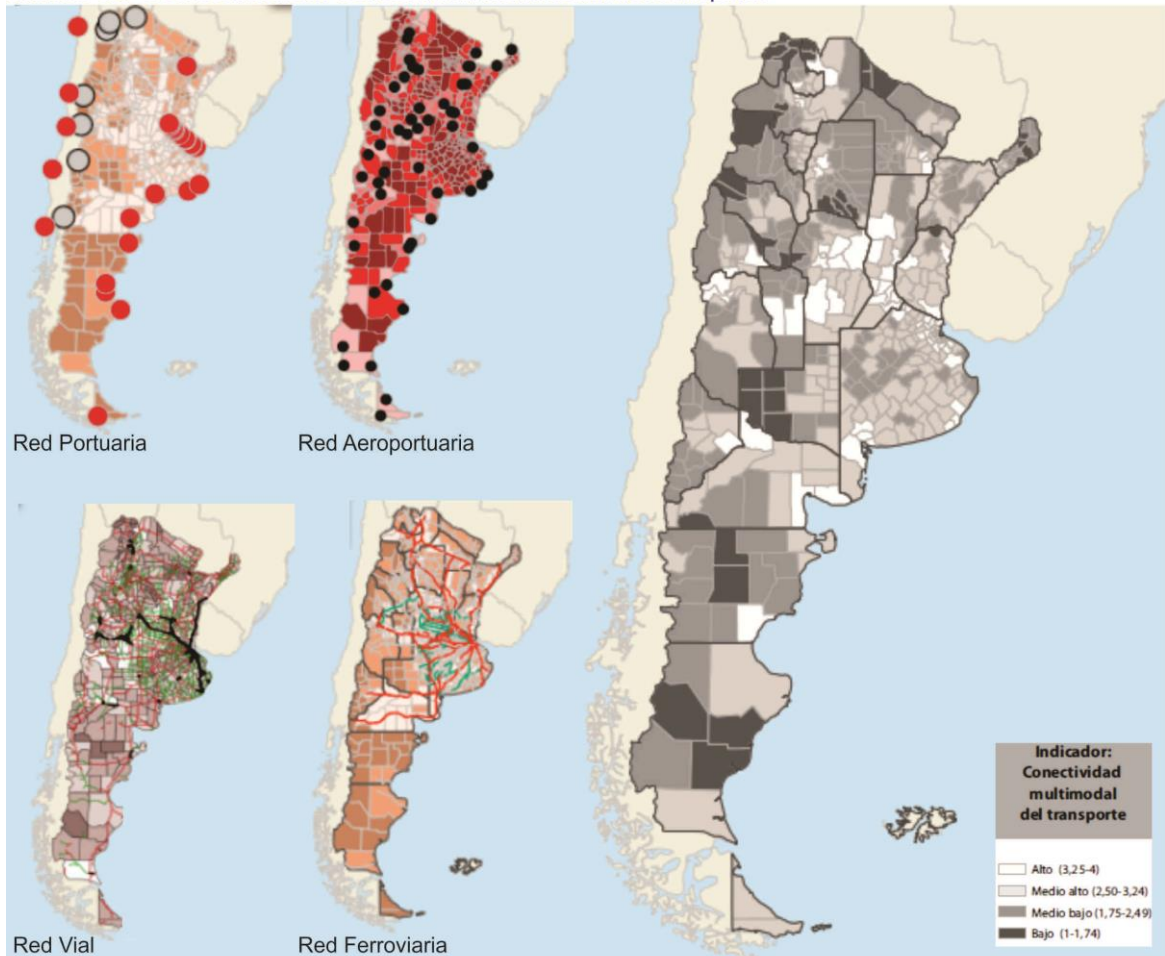 Red Portuaria
Red Aeroportuaria
Red Vial
Red Ferroviaria
Indicador:
Conectividad
multimodal
del transporte
Alto (3,25-4)
Medio alto (2,50-3,24)
Medio bajo (1,75-2,49)
Bajo (1-1,74)